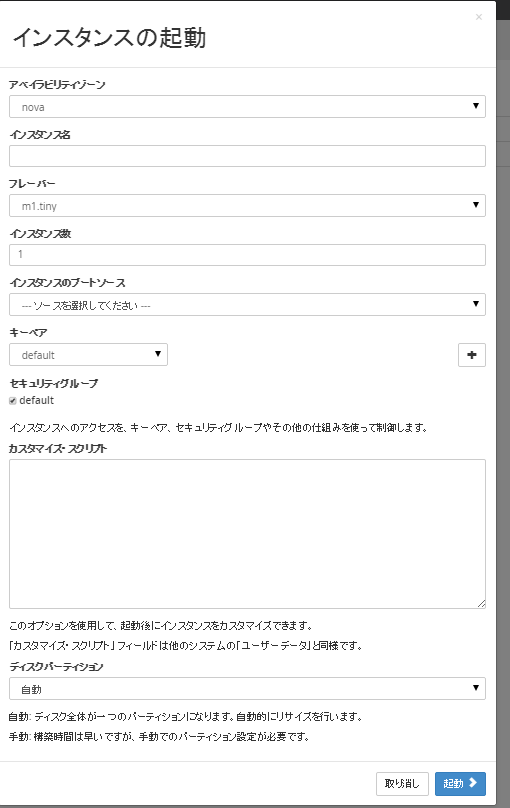 ×
インスタンスの起動
アベイラビリティゾーン
nova
インスタンス名
フレーバー
m1.tiny
インスタンス数
1
インスタンスのブートソース
--- ソースを選択してください ---
キーペア
default
セキュリティグループ
default
インスタンスへのアクセスを、キーペア、セキュリティグループやその他の仕組みを使って制御します。
カスタマイズ・スクリプト
このオプションを使用して、起動後にインスタンスをカスタマイズできます。
「カスタマイズ・スクリプト」フィールドは他のシステムの「ユーザーデータ」と同様です。
ディスクパーティション
自動
自動: ディスク全体が一つのパーティションになります。自動的にリサイズを行います。
手動: 構築時間は早いですが、手動でのパーティション設定が必要です。
取り消し 起動